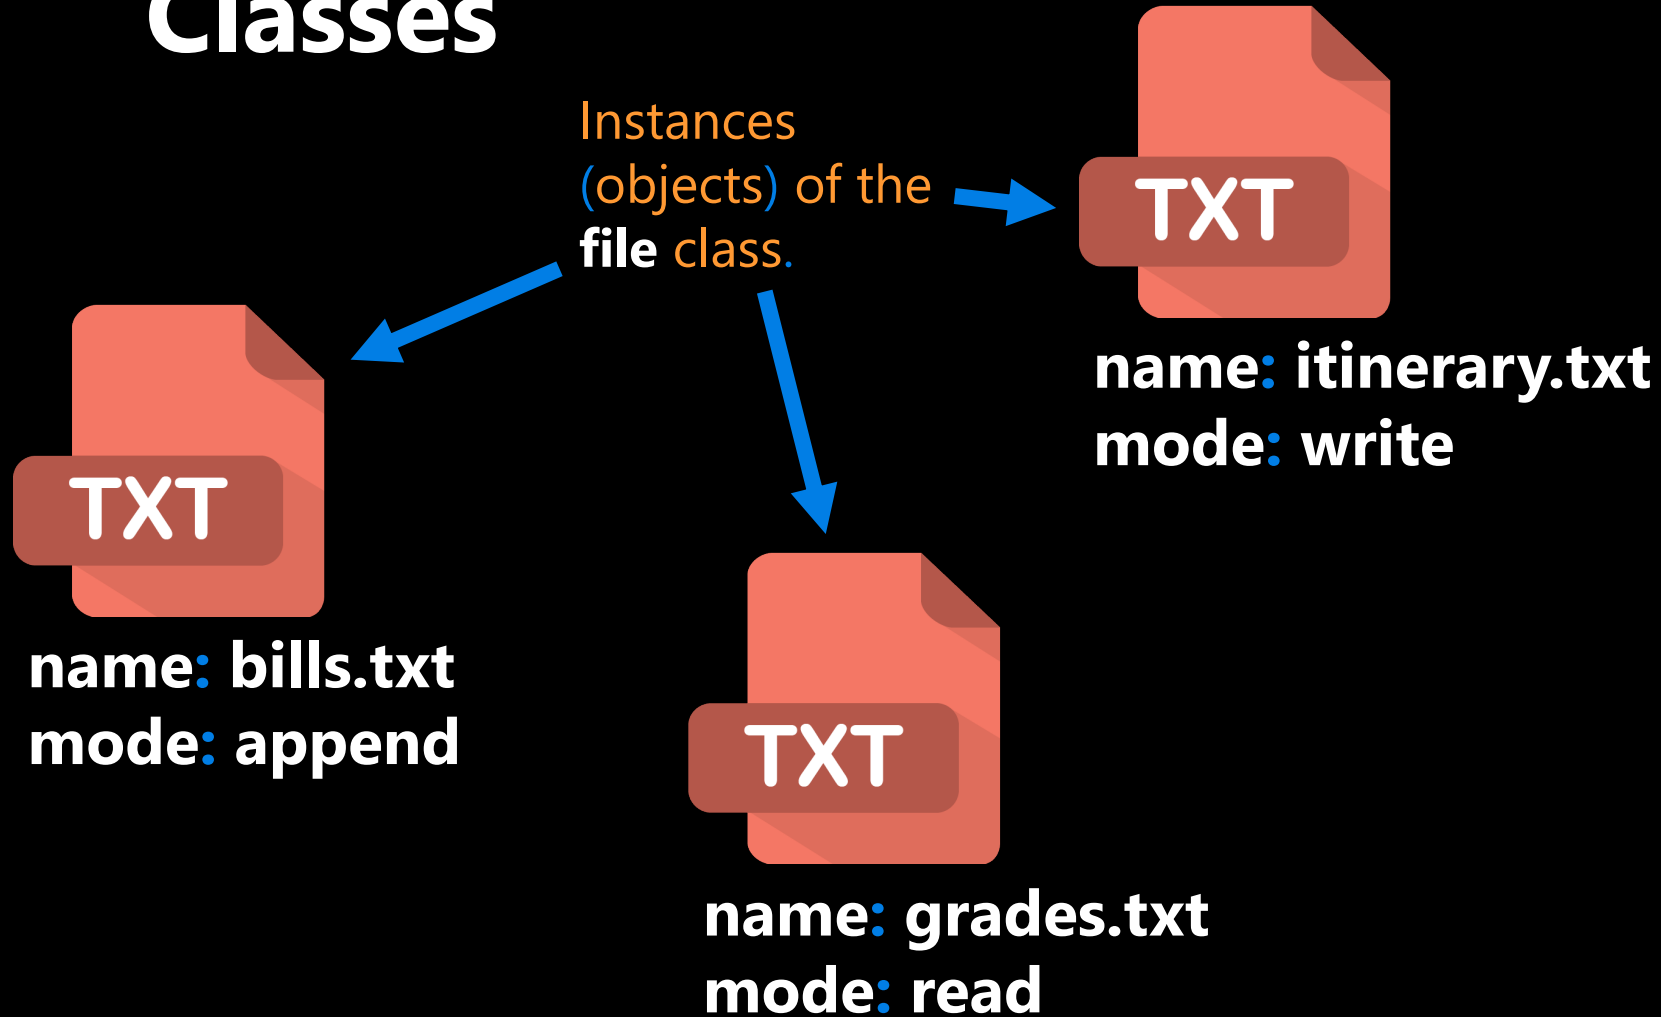 Classes
Instances
(objects) of the
file class.
TXT
name: itinerary.txt
mode: write
TXT
name: bills.txt
mode: append
TXT
name: grades.txt
mode: read